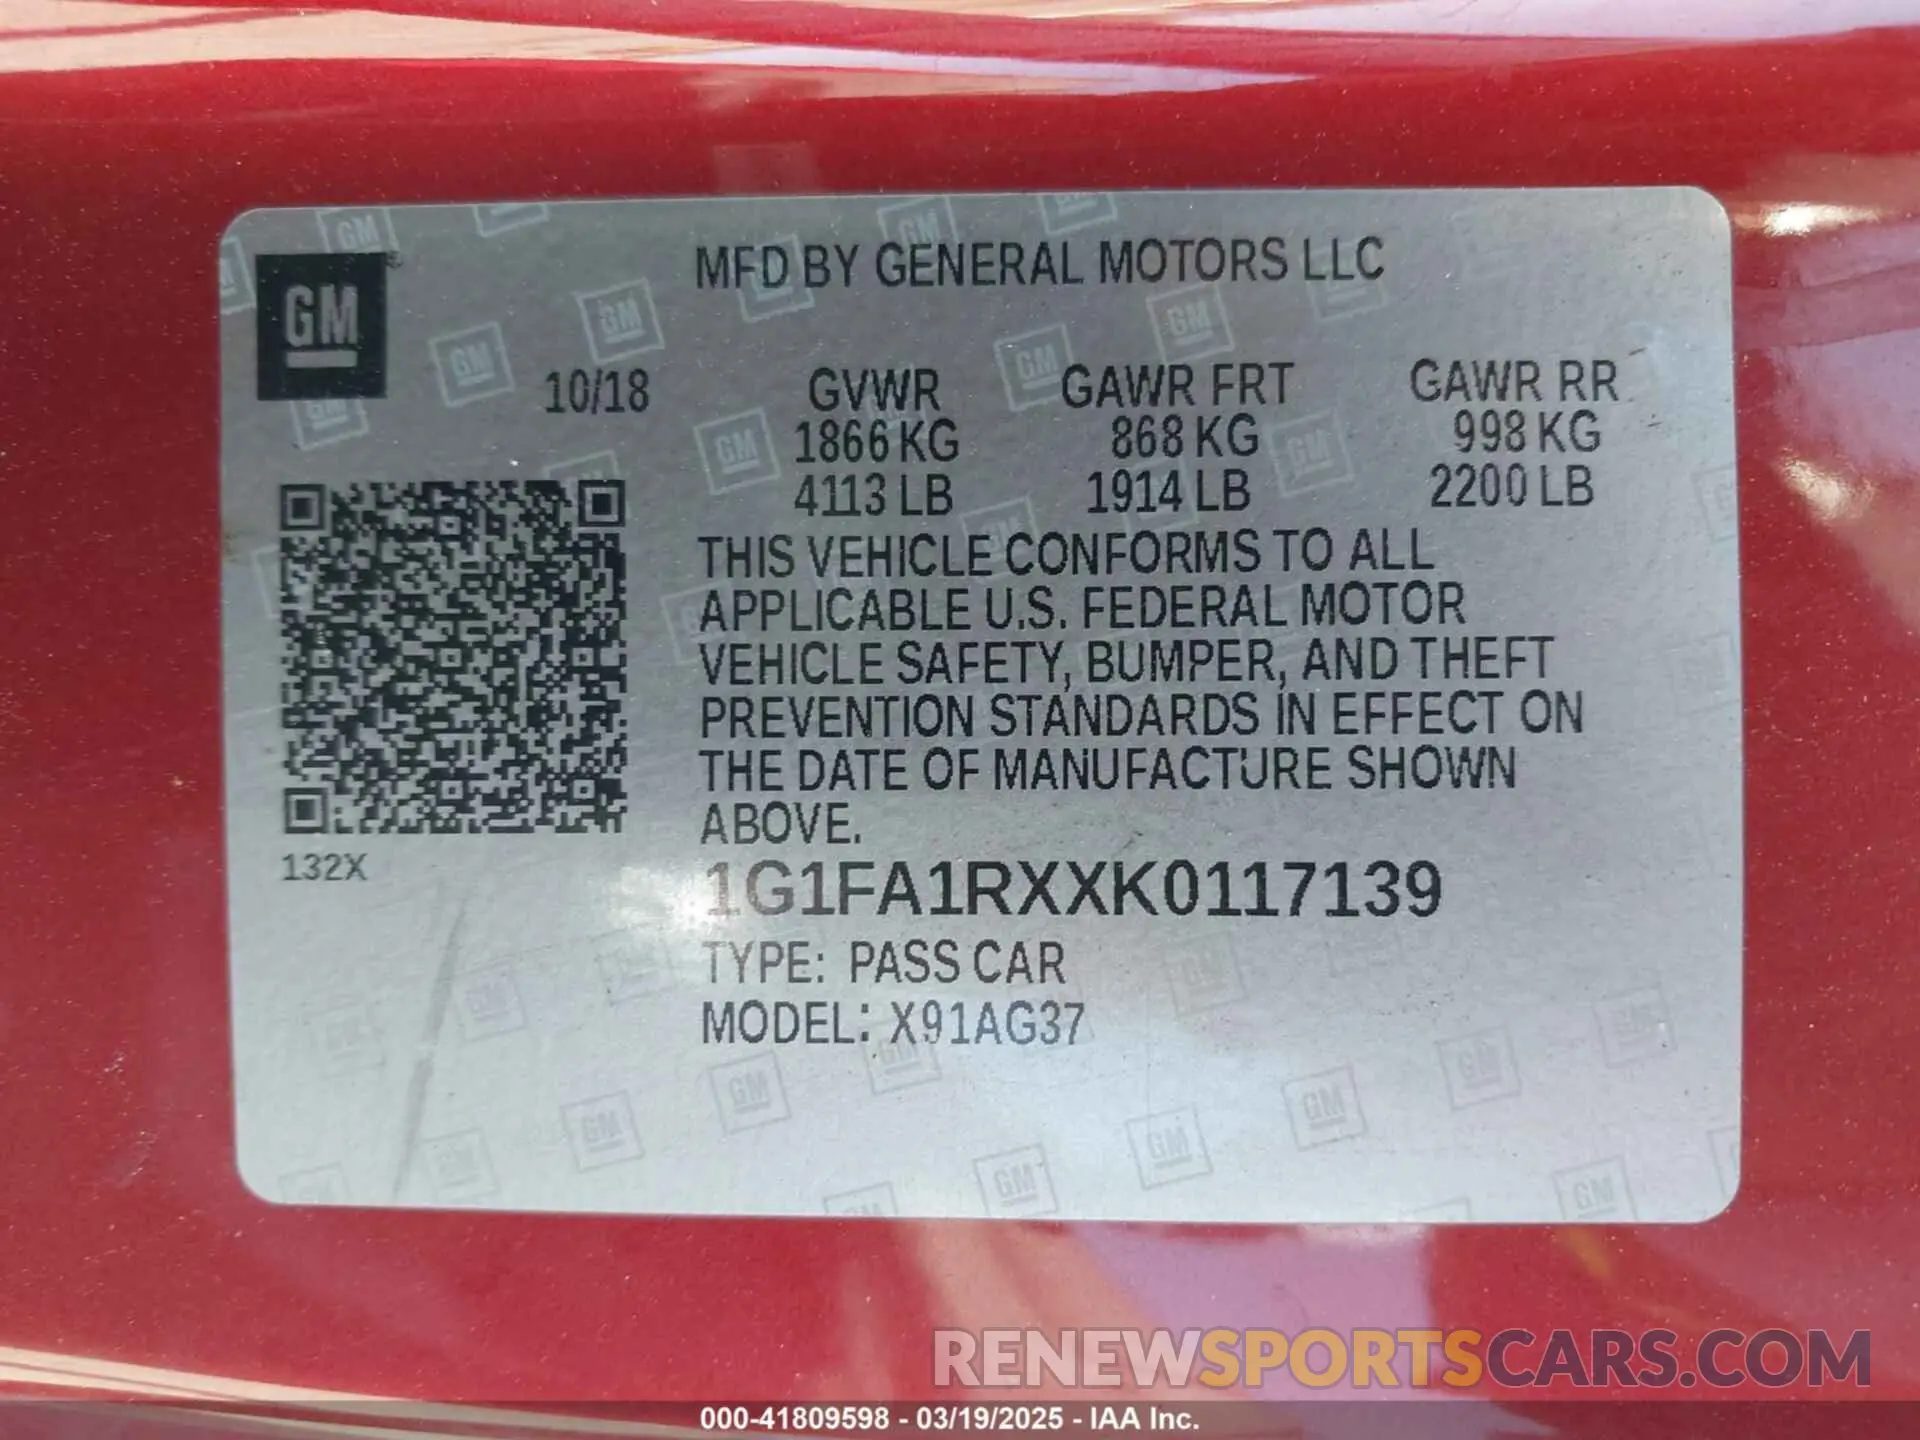 MFD BY GENERAL MOTORS LLC
GM®
10/18 GVWR GAWR FRT GAWR RR
1866 KG 868 KG 998 KG
4113 LB 1914 LB 2200 LB
THIS VEHICLE CONFORMS TO ALL
APPLICABLE U.S. FEDERAL MOTOR
VEHICLE SAFETY, BUMPER, AND THEFT
PREVENTION STANDARDS IN EFFECT ON
THE DATE OF MANUFACTURE SHOWN
ABOVE.
132X
1G1FA1RXXK0117139
TYPE: PASS CAR
MODEL: X91AG37
RENEWSPORTSCARS.COM
000-41809598 - 03/19/2025 - IAA Inc.